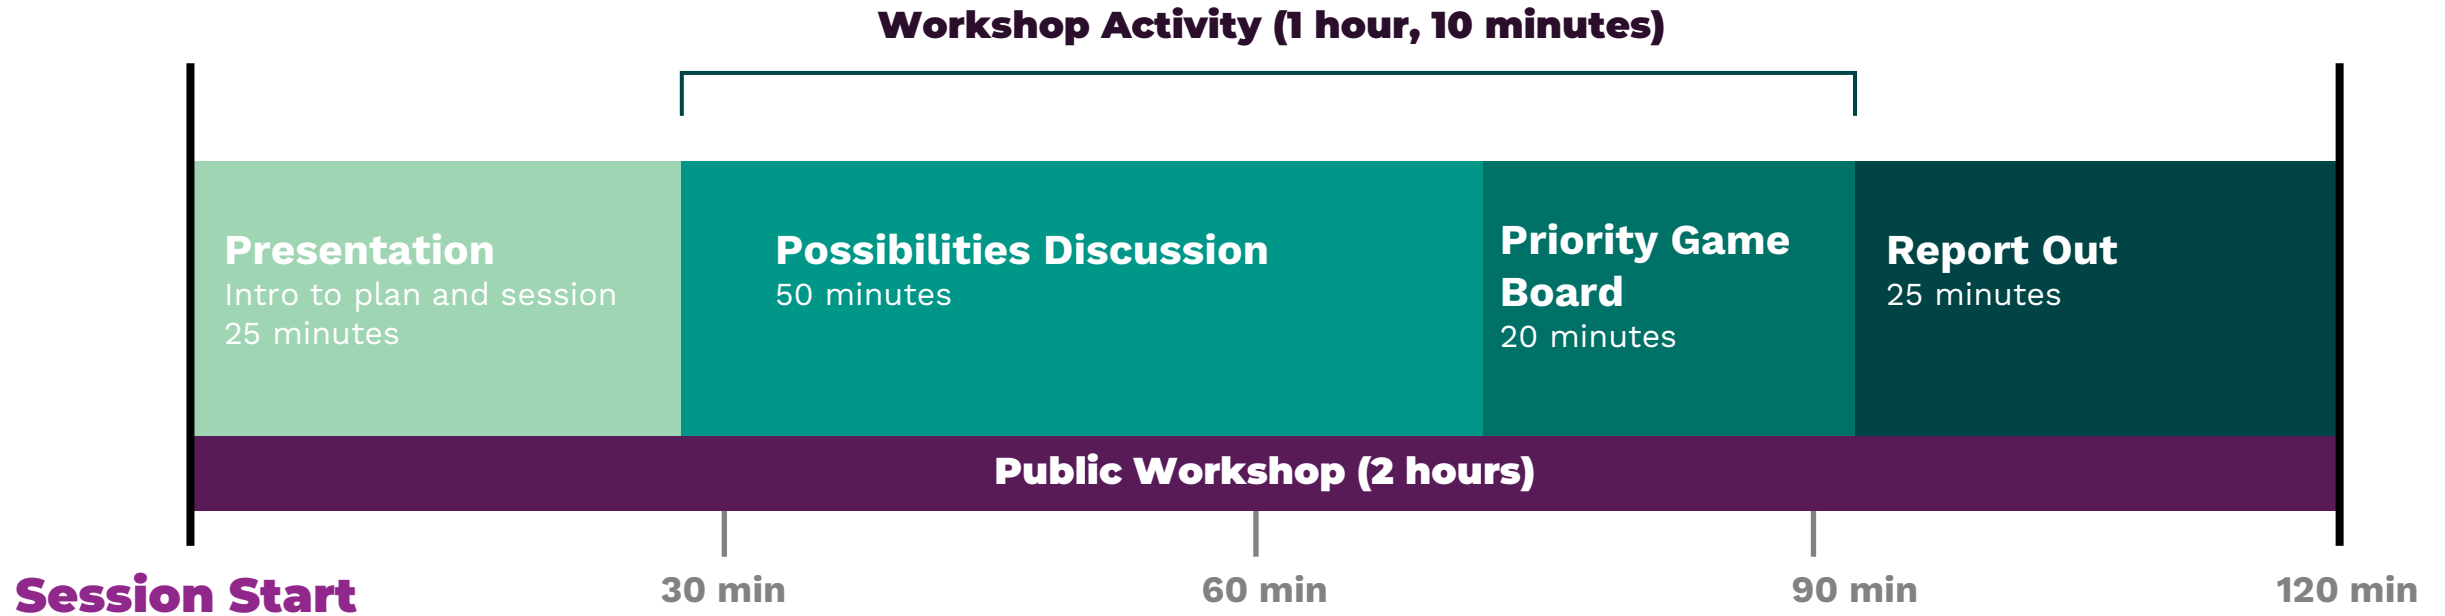 Workshop Activity (1 hour, 10 minutes)
Presentation
Intro to plan and session
25 minutes
Possibilities Discussion
50 minutes
Priority Game
Board
20 minutes
Report Out
25 minutes
Public Workshop (2 hours)
Session Start
30 min
60 min
90 min
120 min